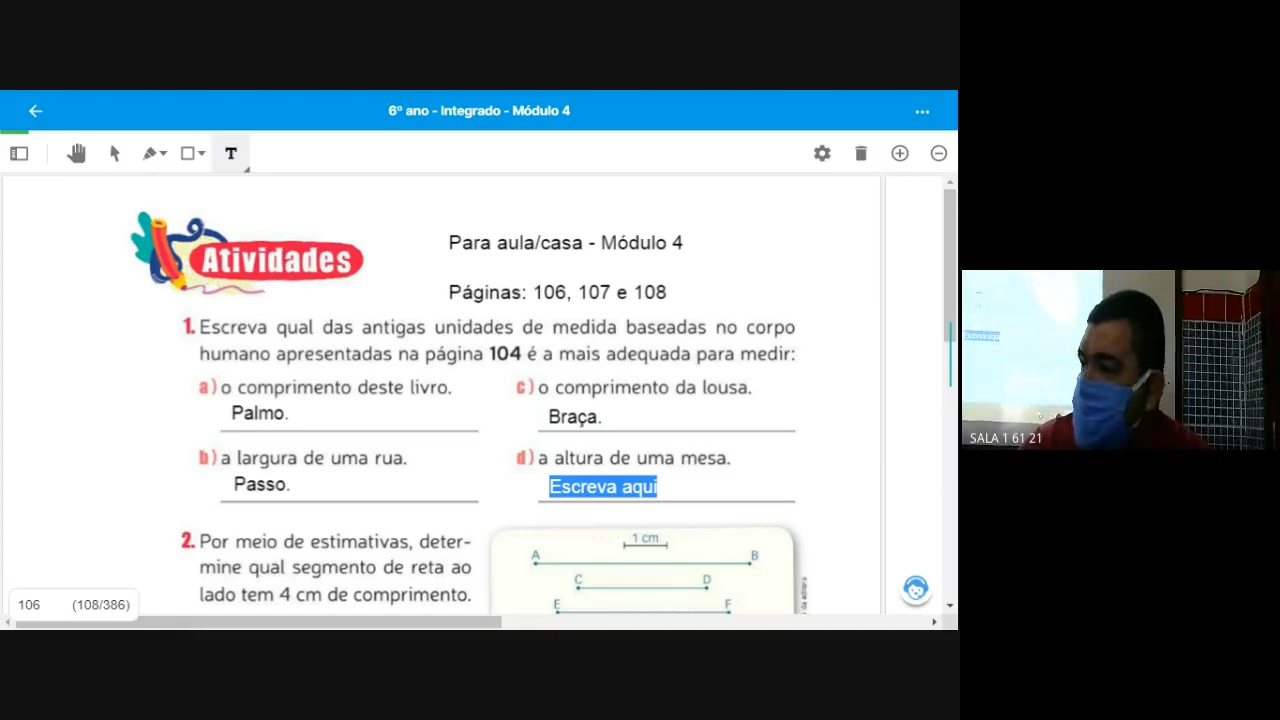 6º ano - Integrado - Módulo 4
T
Atividades
Para aula/casa - Módulo 4
Páginas: 106, 107 e 108
1. Escreva qual das antigas unidades de medida baseadas no corpo
humano apresentadas na página 104 é a mais adequada para medir:
a) o comprimento deste livro.
Palmo.
c) o comprimento da lousa.
Braça.
b) a largura de uma rua.
Passo.
d) a altura de uma mesa.
Escreva aqui
2. Por meio de estimativas, deter-
mine qual segmento de reta ao
lado tem 4 cm de comprimento.
1 cm
A B
C D
E F
106 (108/386)
SALA 1 61 21